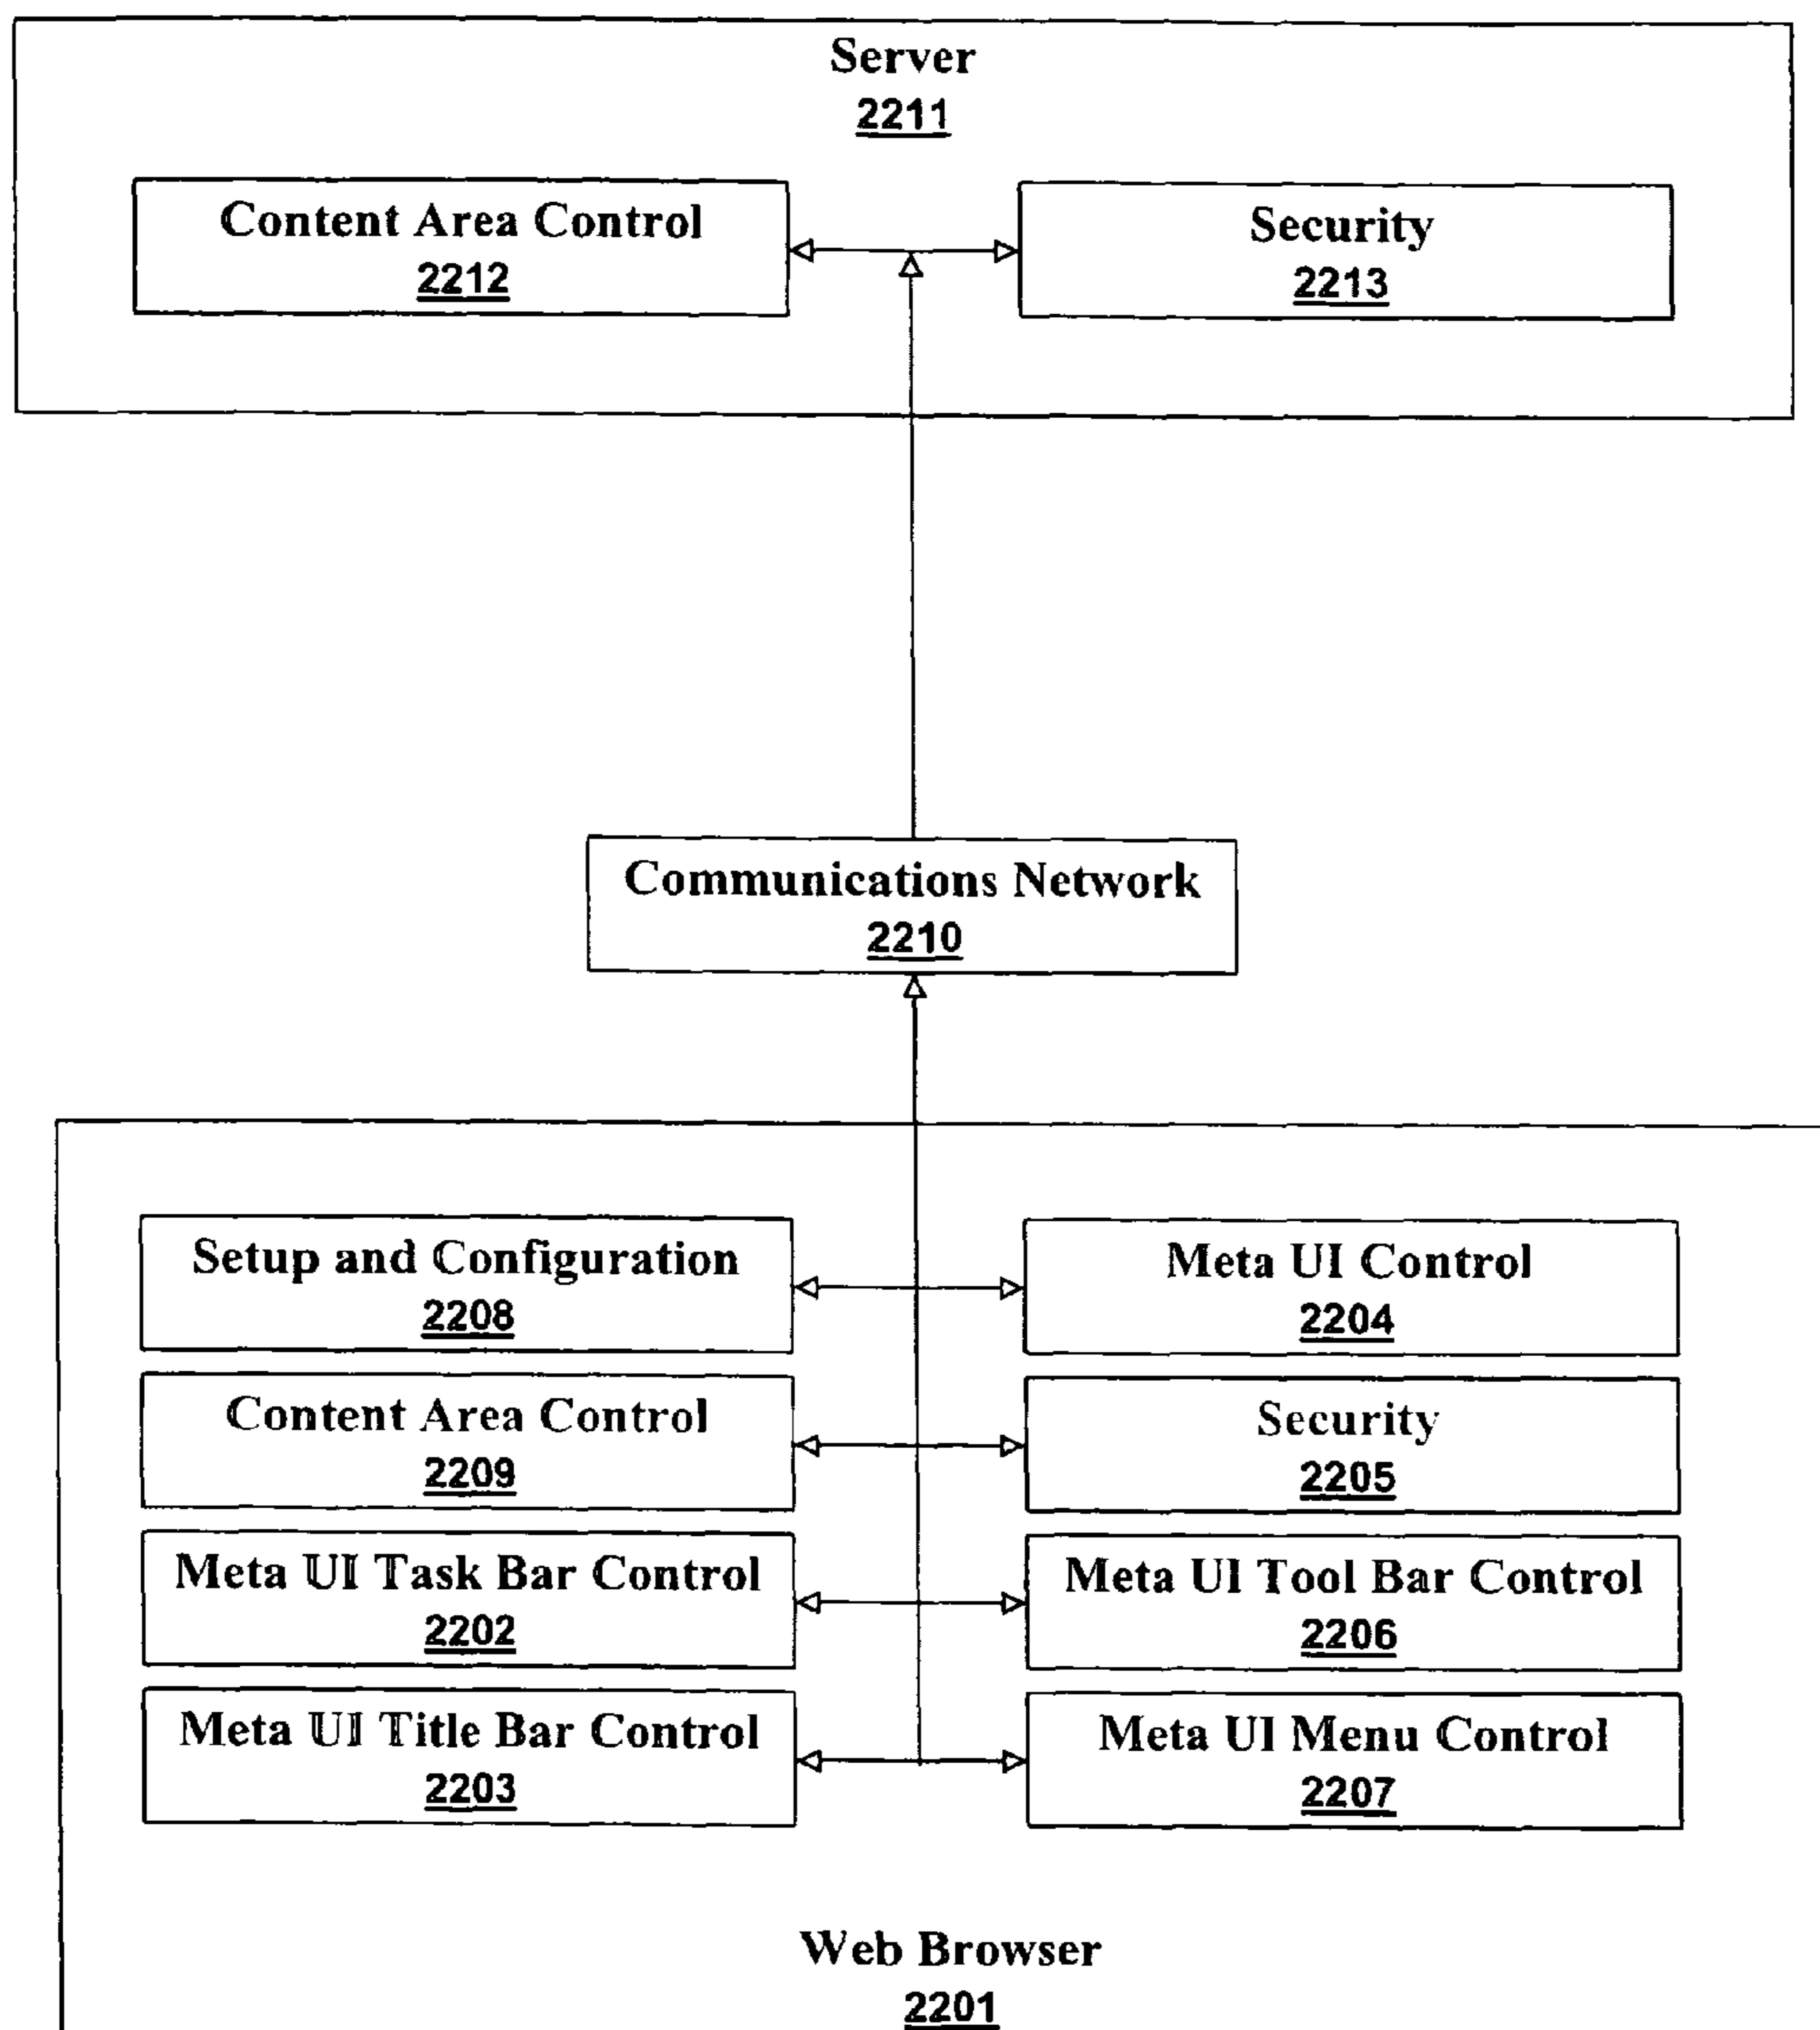 Server
2211
Content Area Control
2212
Security
2213
Communications Network
2210
Setup and Configuration
2208
Meta UI Control
2204
Content Area Control
2209
Security
2205
Meta UI Task Bar Control
2202
Meta UI Tool Bar Control
2206
Meta UI Title Bar Control
2203
Meta UI Menu Control
2207
Web Browser
2201